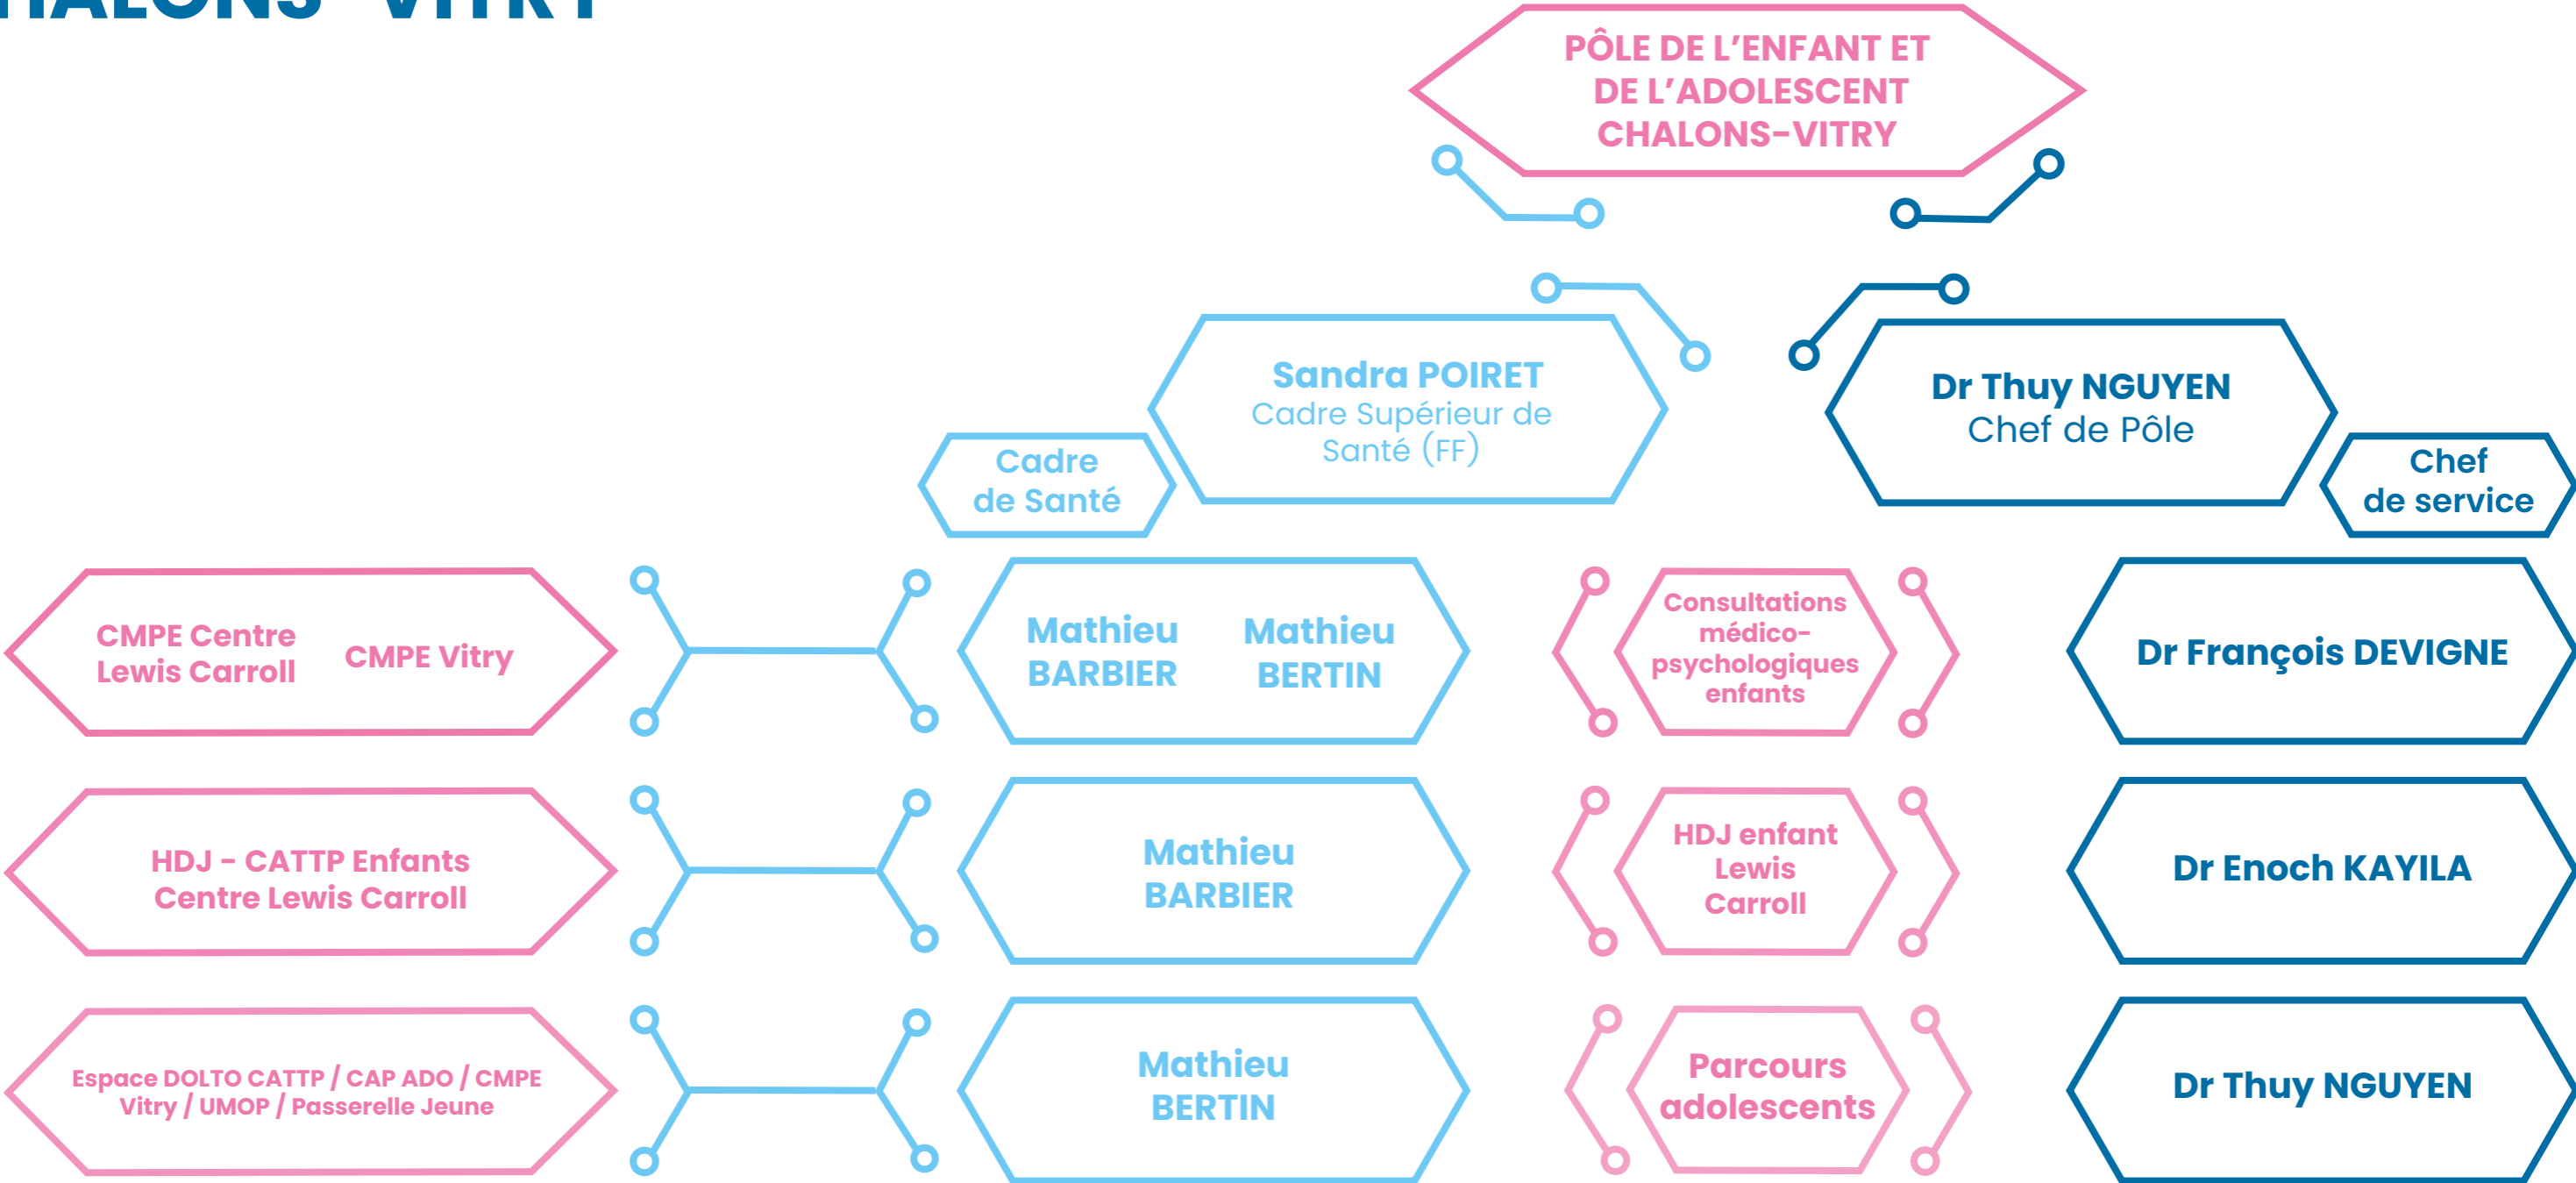 PÔLE DE L’ENFANT ET
DE L’ADOLESCENT
CHALONS-VITRY
Sandra POIRET
Cadre Supérieur de
Santé (FF)
Dr Thuy NGUYEN
Chef de Pôle
Cadre
de Santé
Chef
de service
CMPE Centre
Lewis Carroll
CMPE Vitry
Mathieu
BARBIER
Mathieu
BERTIN
Consultations
médico-
psychologiques
enfants
Dr François DEVIGNE
HDJ - CATTP Enfants
Centre Lewis Carroll
Mathieu
BARBIER
HDJ enfant
Lewis
Carroll
Dr Enoch KAYILA
Espace DOLTO CATTP / CAP ADO / CMPE
Vitry / UMOP / Passerelle Jeune
Mathieu
BERTIN
Parcours
adolescents
Dr Thuy NGUYEN